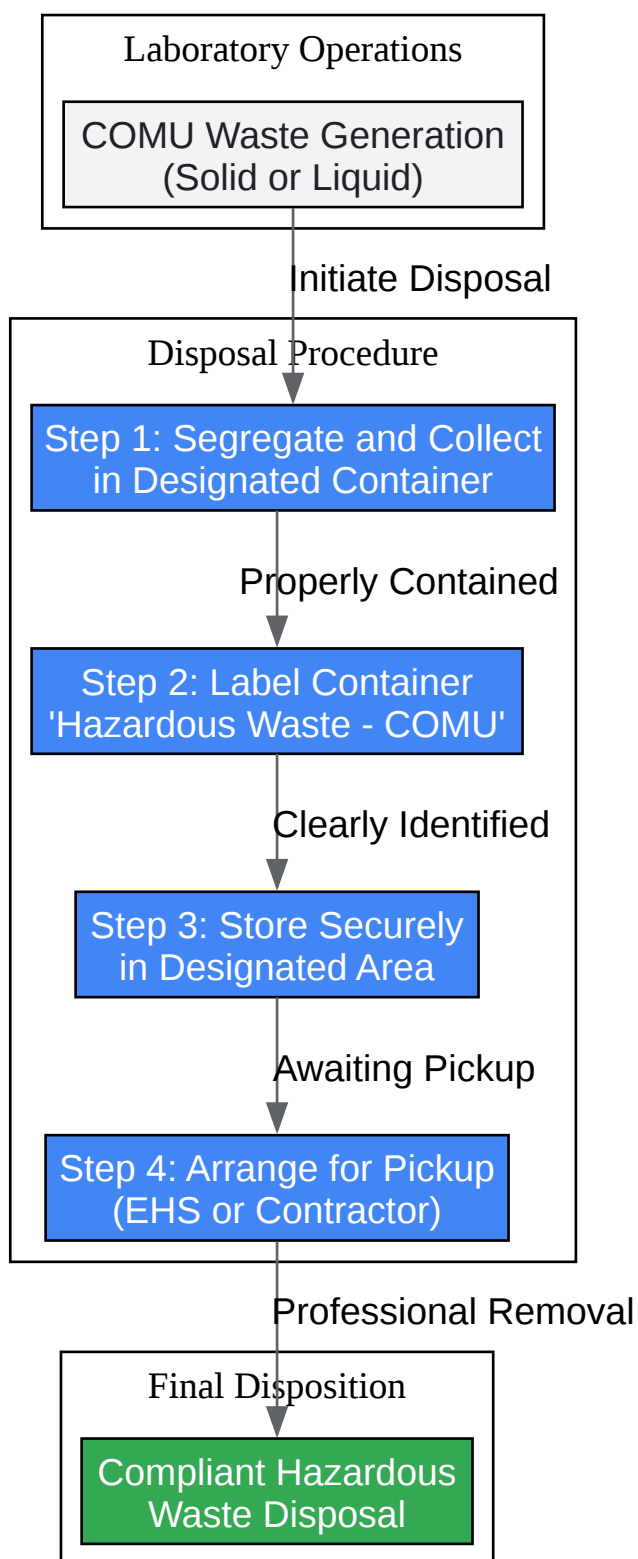 Laboratory Operations
COMU Waste Generation
(Solid or Liquid)
Initiate Disposal
Disposal Procedure
Step 1: Segregate and Collect
in Designated Container
Properly Contained
Step 2: Label Container
'Hazardous Waste - COMU'
Clearly Identified
Step 3: Store Securely
in Designated Area
Awaiting Pickup
Step 4: Arrange for Pickup
(EHS or Contractor)
Professional Removal
Final Disposition
Compliant Hazardous
Waste Disposal